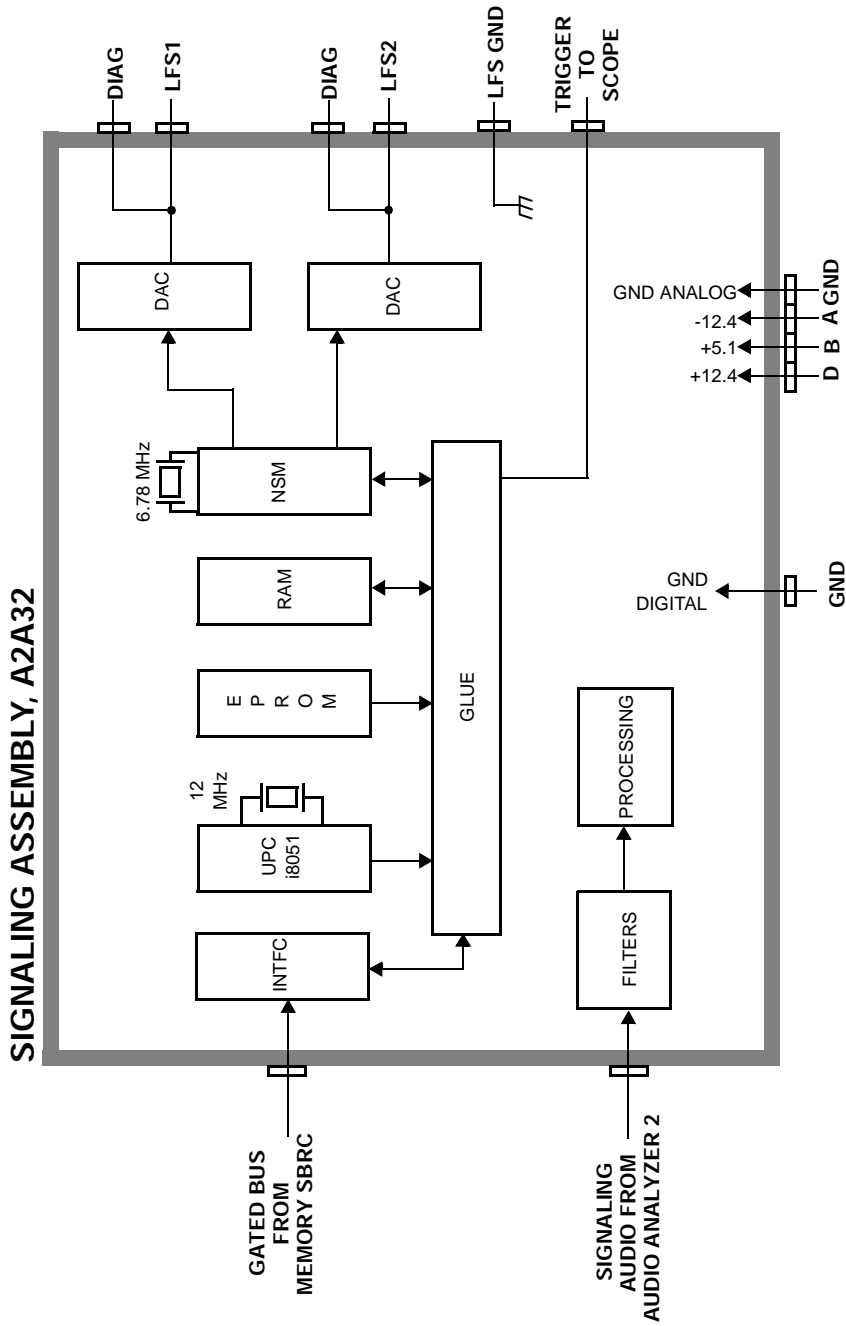 SIGNALING ASSEMBLY, A2A32
GATED BUS
FROM
MEMORY SBRC
INTFC
UPC
i8051
12
MHz
E
P
R
O
M
RAM
NSM
6.78 MHz
DAC
DAC
DIAG
LFS1
DIAG
LFS2
LFS GND
TRIGGER
TO
SCOPE
GLUE
SIGNALING
AUDIO FROM
AUDIO ANALYZER 2
FILTERS
PROCESSING
GND
DIGITAL
GND
+12.4
+5.1
-12.4
GND ANALOG
D
B
A
GND